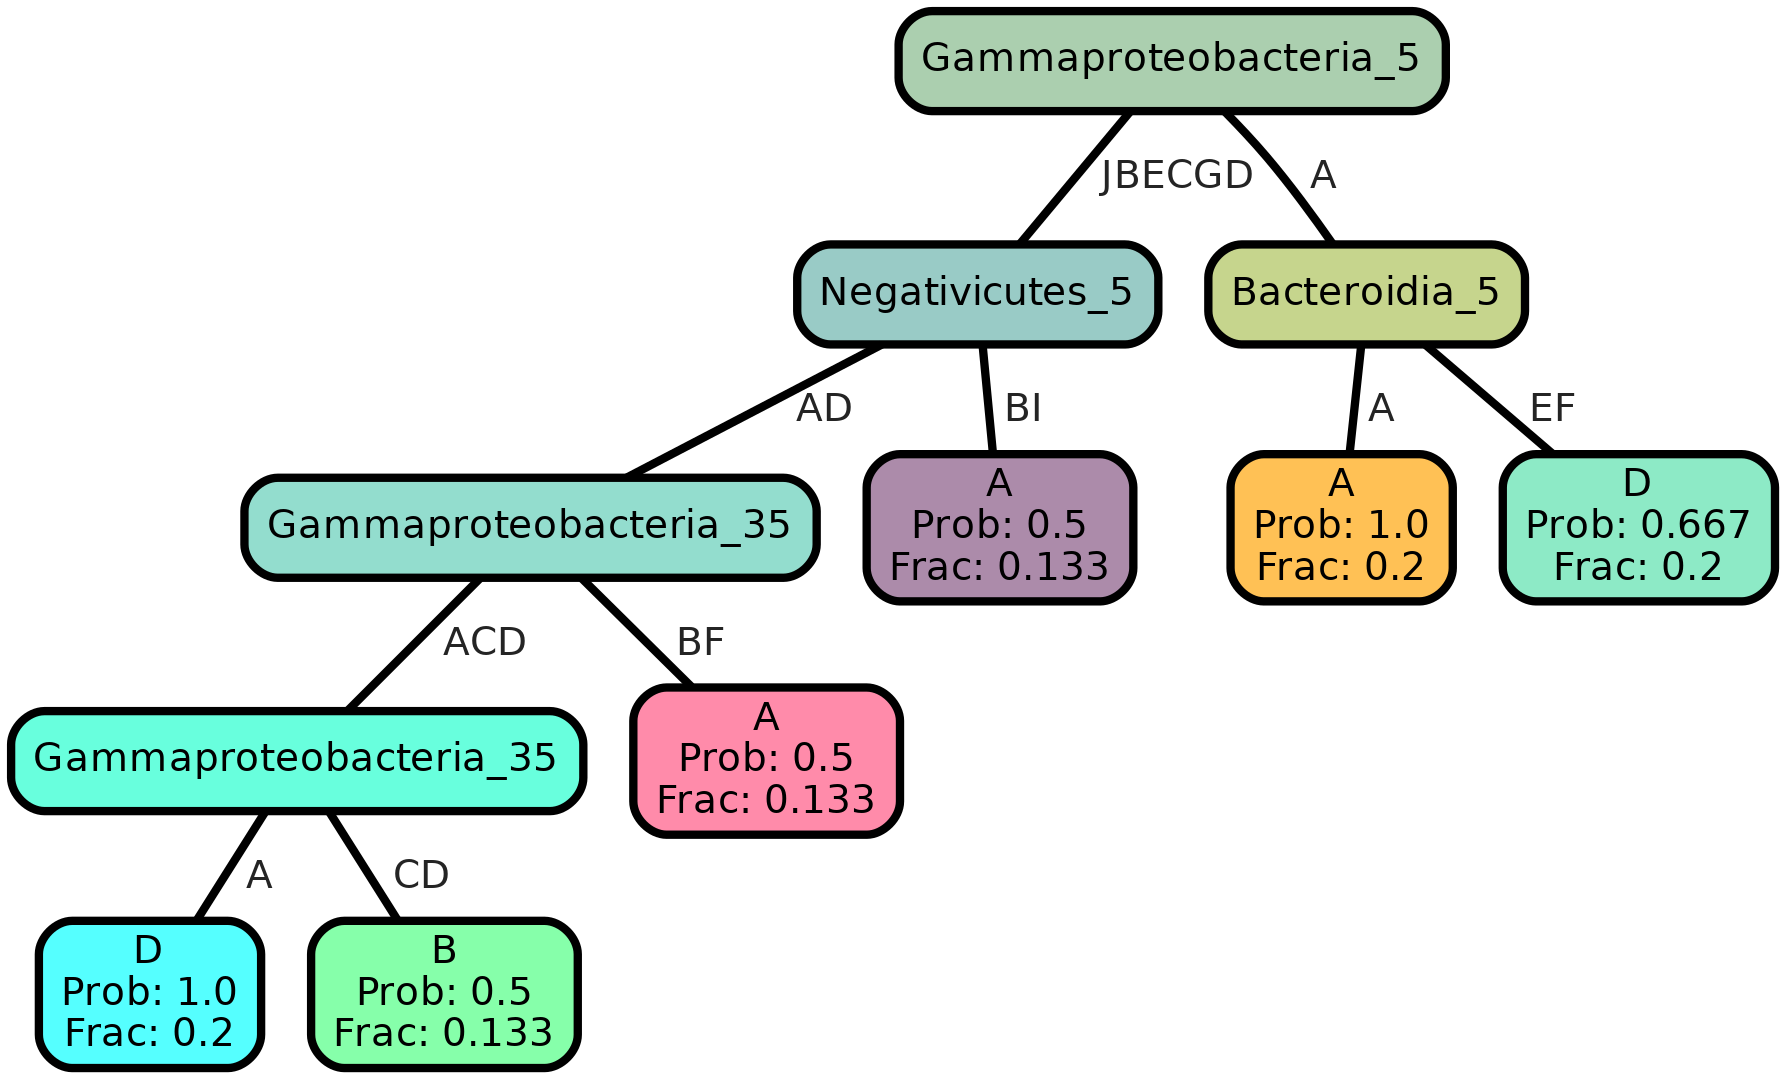 Gammaproteobacteria_5
JBECGD
A
Negativicutes_5
Bacteroidia_5
AD
BI
A
EF
Gammaproteobacteria_35
A
Prob: 0.5
Frac: 0.133
A
Prob: 1.0
Frac: 0.2
D
Prob: 0.667
Frac: 0.2
ACD
BF
Gammaproteobacteria_35
A
Prob: 0.5
Frac: 0.133
A
CD
D
Prob: 1.0
Frac: 0.2
B
Prob: 0.5
Frac: 0.133